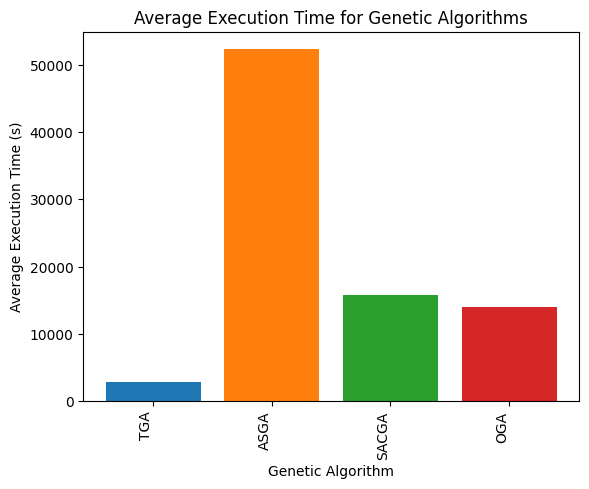 Average Execution Time for Genetic Algorithms
Average Execution Time (s)
50000
40000
30000
20000
10000
0
TGA
ASGA
SACGA
OGA
Genetic Algorithm